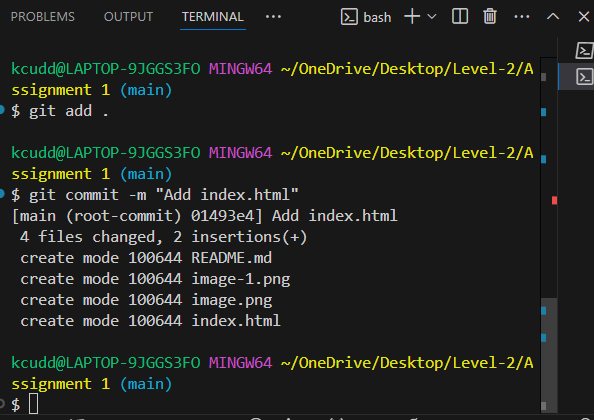 PROBLEMS OUTPUT TERMINAL ... bash
kcudd@LAPTOP-9JGGS3FO MINGW64 ~/OneDrive/Desktop/Level-2/A
ssignment 1 (main)
$ git add .
kcudd@LAPTOP-9JGGS3FO MINGW64 ~/OneDrive/Desktop/Level-2/A
ssignment 1 (main)
$ git commit -m "Add index.html"
[main (root-commit) 01493e4] Add index.html
4 files changed, 2 insertions(+)
create mode 100644 README.md
create mode 100644 image-1.png
create mode 100644 image.png
create mode 100644 index.html
kcudd@LAPTOP-9JGGS3FO MINGW64 ~/OneDrive/Desktop/Level-2/A
ssignment 1 (main)
$